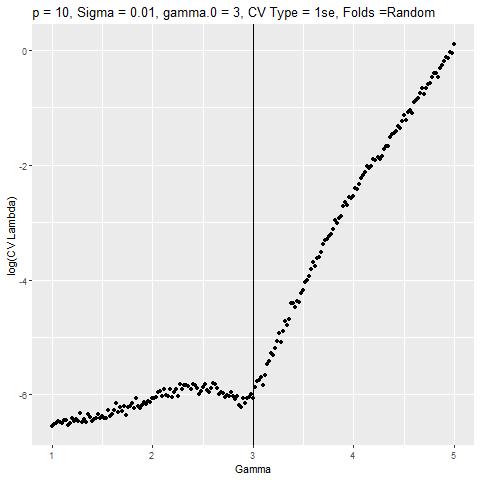 p = 10, Sigma = 0.01, gamma.0 = 3, CV Type = 1se, Folds =Random
log(CV Lambda)
0
-2
-4
-6
1 2 3 4 5
Gamma